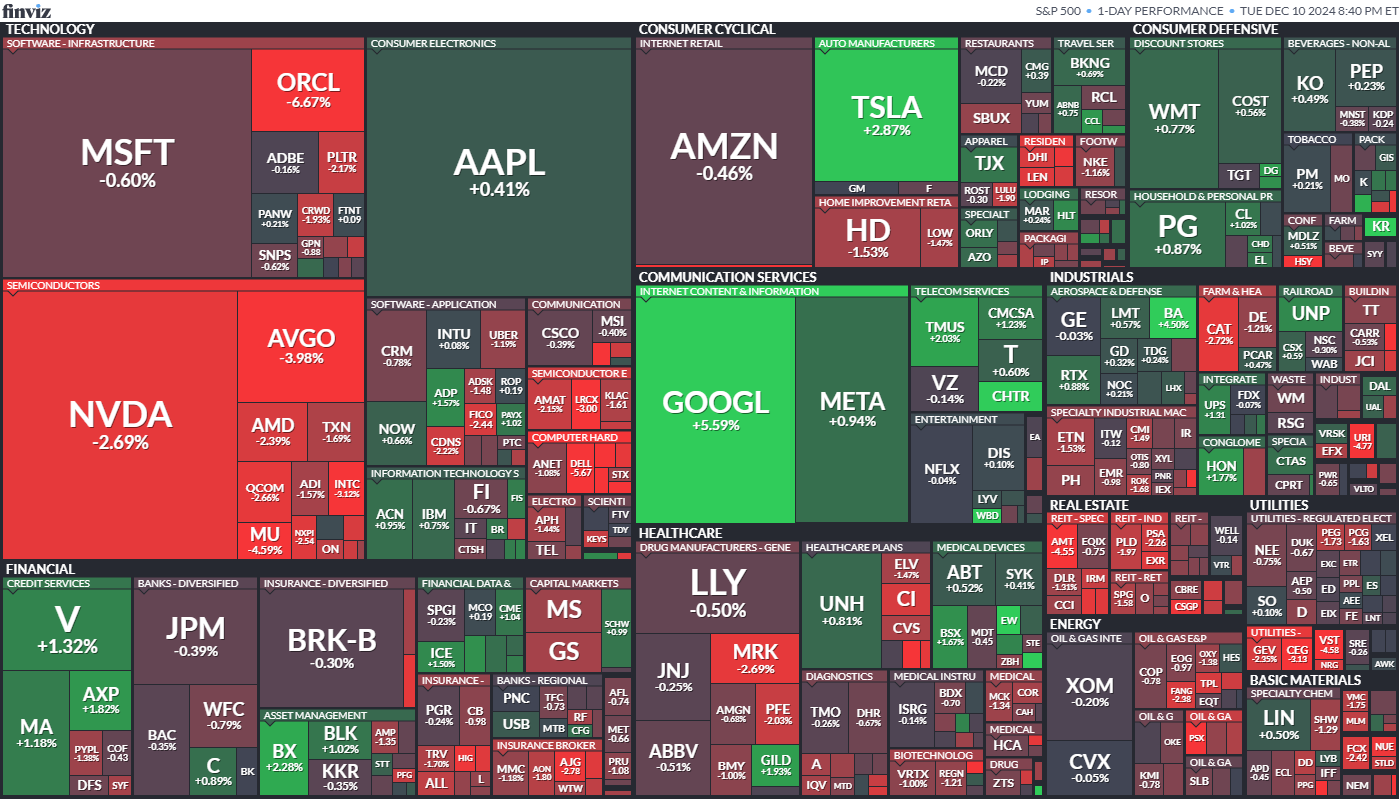 finviz
S&P 500 • 1-DAY PERFORMANCE • TUE DEC 10 2024 8:40 PM ET
TECHNOLOGY
SOFTWARE - INFRASTRUCTURE
MSFT
-0.60%
ORCL
-6.67%
ADBE
-0.16%
PLTR
-2.17%
PANW
+0.21%
CRWD
-1.93%
FTNT
+0.09
SNPS
-0.62%
GPN
-0.88
CONSUMER ELECTRONICS
AAPL
+0.41%
SEMICONDUCTORS
NVDA
-2.69%
AVGO
-3.98%
AMD
-2.39%
TXN
-1.69%
QCOM
-2.66%
ADI
-1.57%
INTC
-3.12%
MU
-4.59%
NXPI
-2.54
ON
SOFTWARE - APPLICATION
CRM
-0.78%
INTU
+0.08%
UBER
-1.19%
NOW
+0.66%
ADP
+1.57%
ADSK
-1.48
ROP
+0.19
FICO
-2.44
PAYX
+1.02
CDNS
-2.22%
PTC
INFORMATION TECHNOLOGY S
ACN
+0.95%
IBM
+0.75%
FI
-0.67%
FIS
IT
BR
CTSH
COMMUNICATION
CSCO
-0.39%
MSI
-0.40%
SEMICONDUCTOR E
AMAT
-2.15%
LRCX
-3.00
KLAC
-1.61
COMPUTER HARD
ANET
-1.08%
DELL
-5.67
STX
ELECTRO
APH
-1.44%
TEL
SCIENTI
FTV
TDY
KEYS
CONSUMER CYCLICAL
INTERNET RETAIL
AMZN
-0.46%
AUTO MANUFACTURERS
TSLA
+2.87%
GM
F
HOME IMPROVEMENT RETA
HD
-1.53%
LOW
-1.47%
RESTAURANTS
MCD
-0.22%
CMG
+0.39
SBUX
YUM
TRAVEL SER
BKNG
+0.69%
ABNB
+0.75
RCL
CCL
APPAREL
TJX
ROST
-0.30
LULU
-1.90
RESIDEN
DHI
LEN
FOOTW
NKE
-1.16%
SPECIALT
ORLY
AZO
LODGING
MAR
+0.24%
HLT
RESOR
PACKAGI
IP
CONSUMER DEFENSIVE
DISCOUNT STORES
WMT
+0.77%
COST
+0.56%
TGT
DG
BEVERAGES - NON-AL
KO
+0.49%
PEP
+0.23%
MNST
-0.38%
KDP
-0.24
HOUSEHOLD & PERSONAL PR
PG
+0.87%
CL
+1.02%
CHD
EL
TOBACCO
PM
+0.21%
MO
PACK
GIS
K
CONF
MDLZ
+0.51%
HSY
FARM
KR
BEVE
SYY
COMMUNICATION SERVICES
INTERNET CONTENT & INFORMATION
GOOGL
+5.59%
META
+0.94%
TELECOM SERVICES
TMUS
+2.03%
CMCSA
+1.23%
T
+0.60%
VZ
-0.14%
CHTR
ENTERTAINMENT
NFLX
-0.04%
DIS
+0.10%
LYV
WBD
EA
INDUSTRIALS
AEROSPACE & DEFENSE
GE
-0.03%
LMT
+0.57%
BA
+4.50%
RTX
+0.88%
GD
+0.32%
TDG
+0.24%
NOC
+0.21%
LHX
FARM & HEA
CAT
-2.72%
DE
-1.21%
PCAR
+0.47%
RAILROAD
UNP
CSX
+0.59
NSC
-0.30%
WAB
BUILDIN
TT
CARR
-0.53%
JCI
SPECIALTY INDUSTRIAL MAC
ETN
-1.53%
ITW
-0.12
CMI
-1.49
IR
PH
EMR
-0.98
OTIS
-0.80
XYL
ROK
-1.68
PNR
IEX
INTEGRATE
UPS
+1.31
FDX
-0.07%
WASTE
WM
RSG
INDUST
DAL
UAL
CONGLOME
HON
+1.77%
SPECIA
CTAS
CPRT
VRSK
EFX
URI
-4.77
PWR
-0.65
VLTO
HEALTHCARE
DRUG MANUFACTURERS - GENE
LLY
-0.50%
JNJ
-0.25%
MRK
-2.69%
ABBV
-0.51%
AMGN
-0.68%
PFE
-2.03%
BMY
-1.00%
GILD
+1.93%
HEALTHCARE PLANS
UNH
+0.81%
ELV
-1.47%
CI
CVS
MEDICAL DEVICES
ABT
+0.52%
SYK
+0.41%
BSX
+1.67%
MDT
-0.45
EW
STE
ZBH
DIAGNOSTICS
TMO
-0.26%
DHR
-0.67%
A
IQV
MTD
MEDICAL INSTRU
ISRG
-0.14%
BDX
-0.70
MEDICAL
MCK
-1.34
COR
CAH
BIOTECHNOLOG
VRTX
-1.00%
REGN
-1.21
MEDICAL
HCA
DRUG
ZTS
REAL ESTATE
REIT - SPEC
AMT
-4.55
EQIX
-0.75
DLR
-1.31%
IRM
CCI
REIT - IND
PLD
-1.97
PSA
-2.26
EXR
REIT - RET
SPG
-1.58
O
REIT -
WELL
-0.14
VTR
CBRE
CSGP
UTILITIES
UTILITIES - REGULATED ELECT
NEE
-0.75%
DUK
-0.67
PEG
-1.73
PCG
-1.63
XEL
SO
+0.10%
AEP
-0.50
EXC
ETR
ED
PPL
ES
D
AEE
EIX
FE
LNT
UTILITIES -
GEV
-2.35%
CEG
-3.13
VST
-4.58
NRG
SRE
-0.26
AWK
ENERGY
OIL & GAS INTE
XOM
-0.20%
CVX
-0.05%
OIL & GAS E&P
COP
-0.78
EOG
-0.97
OXY
-1.38
HES
FANG
-2.38
TPL
EQT
OIL & G
OKE
KMI
-0.78
OIL & GA
PSX
OIL & GA
SLB
BASIC MATERIALS
SPECIALTY CHEM
LIN
+0.50%
SHW
-1.29
APD
-0.45
ECL
DD
LYB
PPG
IFF
VMC
-1.75
MLM
FCX
-2.42
NUE
STLD
NEM
FINANCIAL
CREDIT SERVICES
V
+1.32%
MA
+1.18%
AXP
+1.82%
PYPL
-1.38%
COF
-0.43
DFS
SYF
BANKS - DIVERSIFIED
JPM
-0.39%
BAC
-0.35%
WFC
-0.79%
C
+0.89%
BK
INSURANCE - DIVERSIFIED
BRK-B
-0.30%
ASSET MANAGEMENT
BX
+2.28%
BLK
+1.02%
AMP
-1.35
KKR
-0.35%
STT
PFG
FINANCIAL DATA &
SPGI
-0.23%
MCO
+0.19
CME
+1.04
ICE
+1.50%
CAPITAL MARKETS
MS
GS
SCHW
+0.99
INSURANCE -
PGR
-0.24%
CB
-0.98
TRV
-1.70%
HIG
ALL
L
BANKS - REGIONAL
PNC
TFC
-0.73
USB
MTB
RF
CFG
INSURANCE BROKER
MMC
-1.18%
AON
-1.80
AJG
-2.78
WTW
AFL
-0.74
MET
-0.66
PRU
-1.08